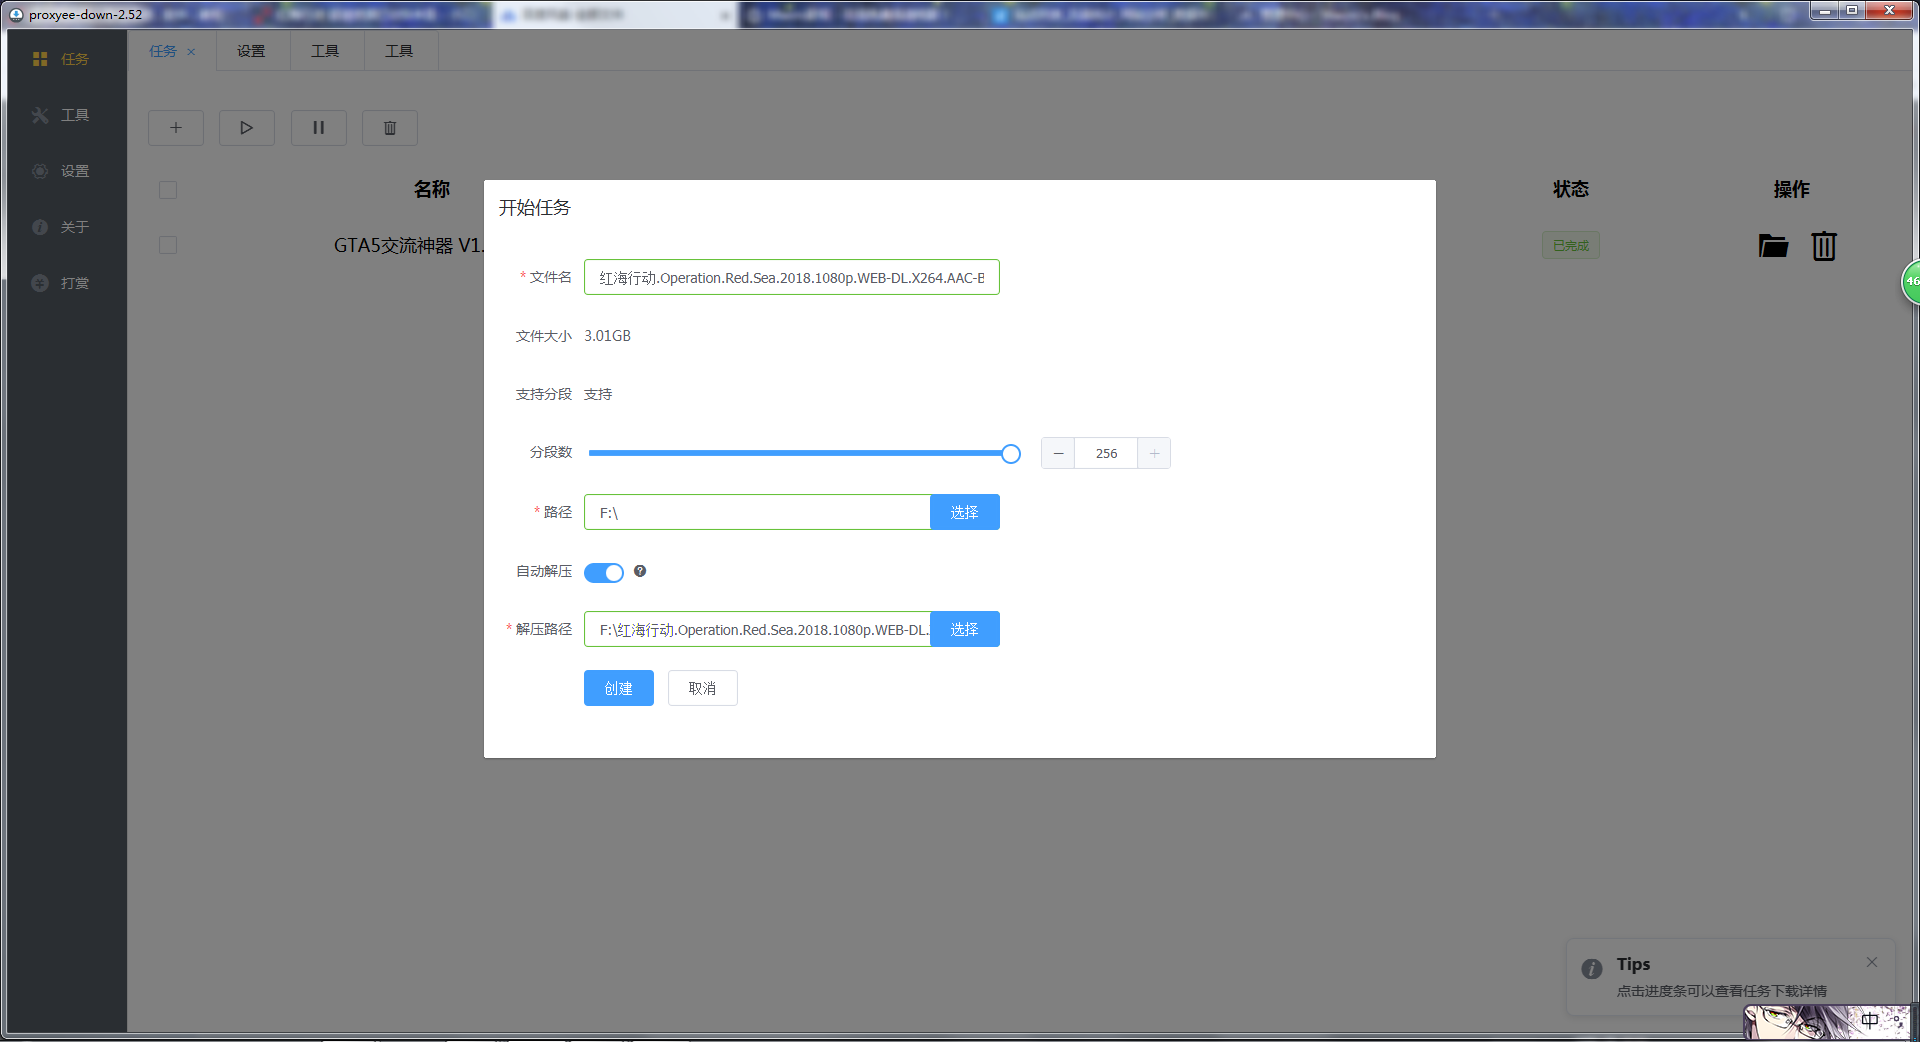 proxyee-down-2.52
任务
工具
设置
关于
打赏
任务 设置 工具 工具
名称 状态 操作
GTA5交流神器 V1. 已完成
开始任务
* 文件名 红海行动.Operation.Red.Sea.2018.1080p.WEB-DL.X264.AAC-B
文件大小 3.01GB
支持分段 支持
分段数 256
* 路径 F:\ 选择
自动解压
* 解压路径 F:\红海行动.Operation.Red.Sea.2018.1080p.WEB-DL. 选择
创建 取消
46
Tips
点击进度条可以查看任务下载详情
中